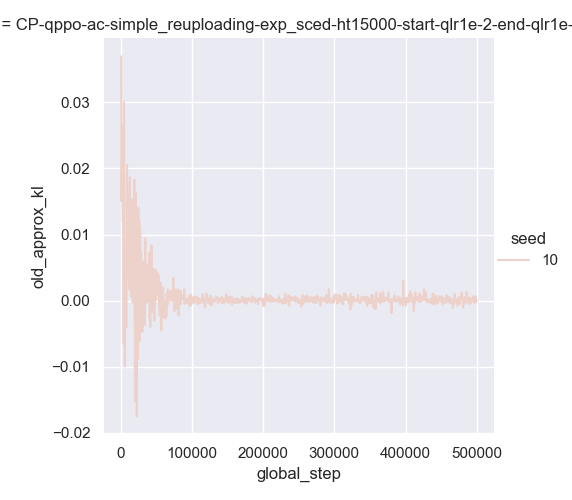 = CP-qppo-ac-simple_reuploading-exp_sced-ht15000-start-qlr1e-2-end-qlr1e-
old_approx_kl
0.03
0.02
0.01
0.00
−0.01
−0.02
0 100000 200000 300000 400000 500000
global_step
seed
10